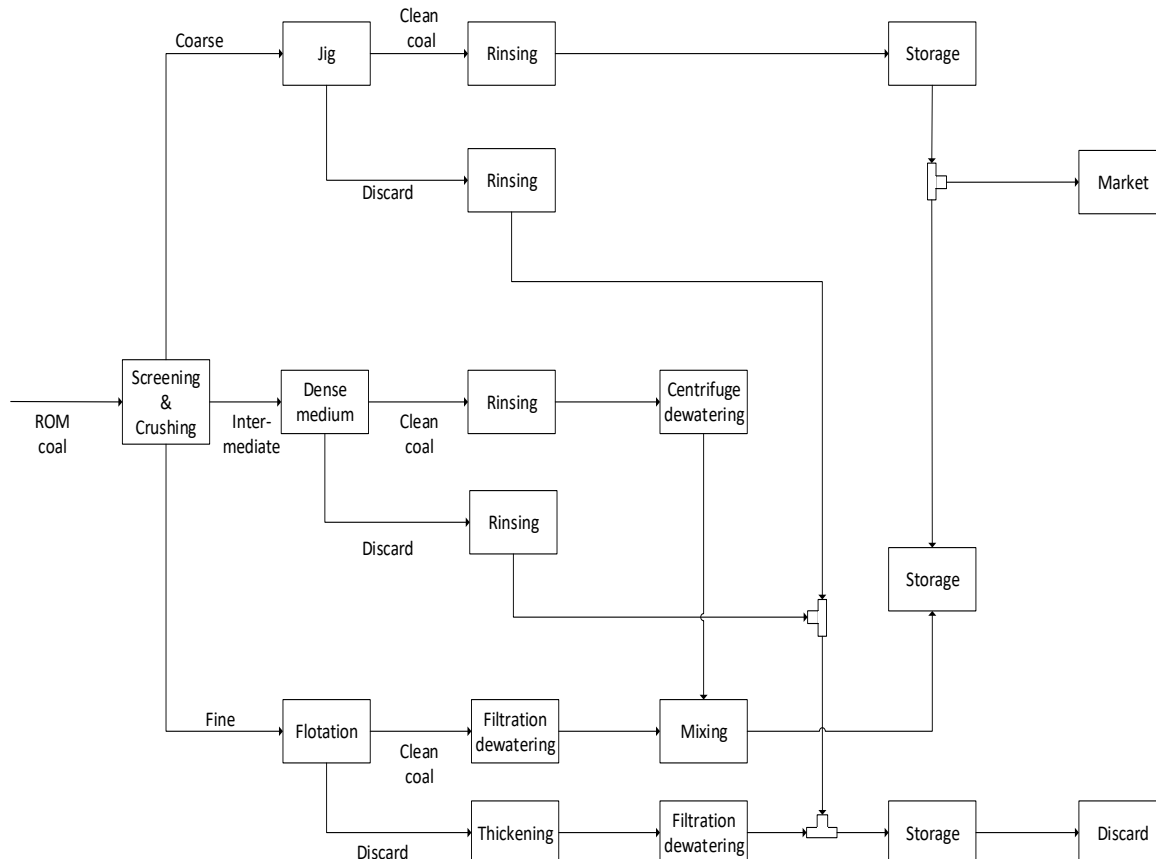 Coarse
Jig
Clean
coal
Rinsing
Storage
Discard
Rinsing
Market
ROM
coal
Screening
&
Crushing
Inter-
mediate
Dense
medium
Clean
coal
Rinsing
Centrifuge
dewatering
Discard
Rinsing
Storage
Fine
Flotation
Clean
coal
Filtration
dewatering
Mixing
Discard
Thickening
Filtration
dewatering
Storage
Discard